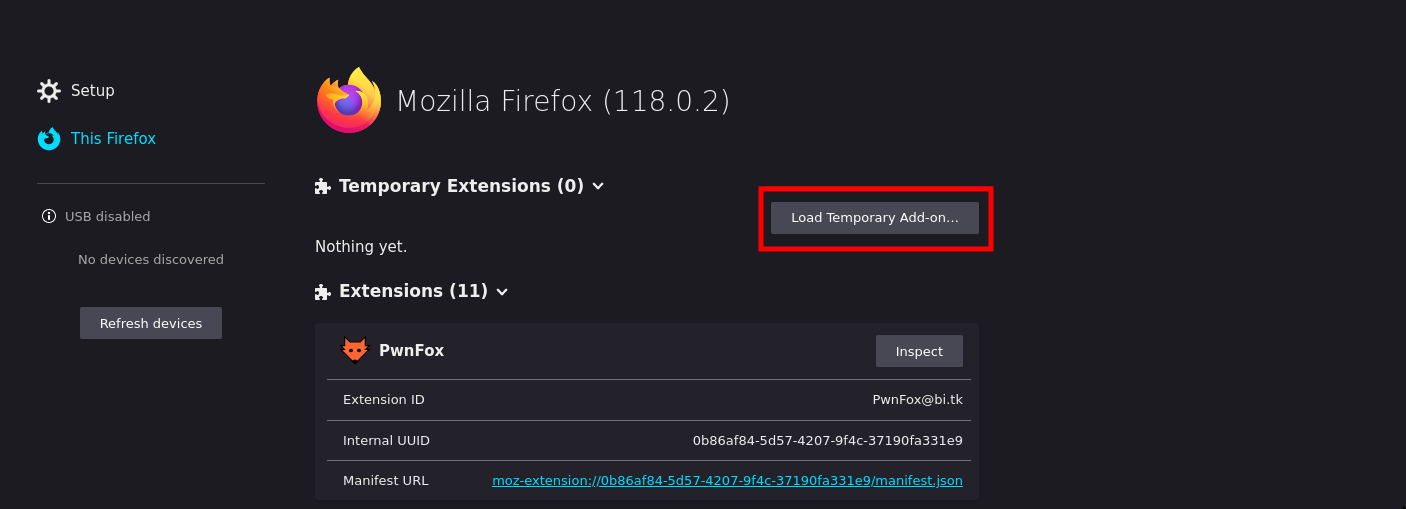 Setup
This Firefox
USB disabled
No devices discovered
Refresh devices
Mozilla Firefox (118.0.2)
Temporary Extensions (0)
Load Temporary Add-on...
Nothing yet.
Extensions (11)
PwnFox
Inspect
Extension ID PwnFox@bi.tk
Internal UUID 0b86af84-5d57-4207-9f4c-37190fa331e9
Manifest URL moz-extension://0b86af84-5d57-4207-9f4c-37190fa331e9/manifest.json